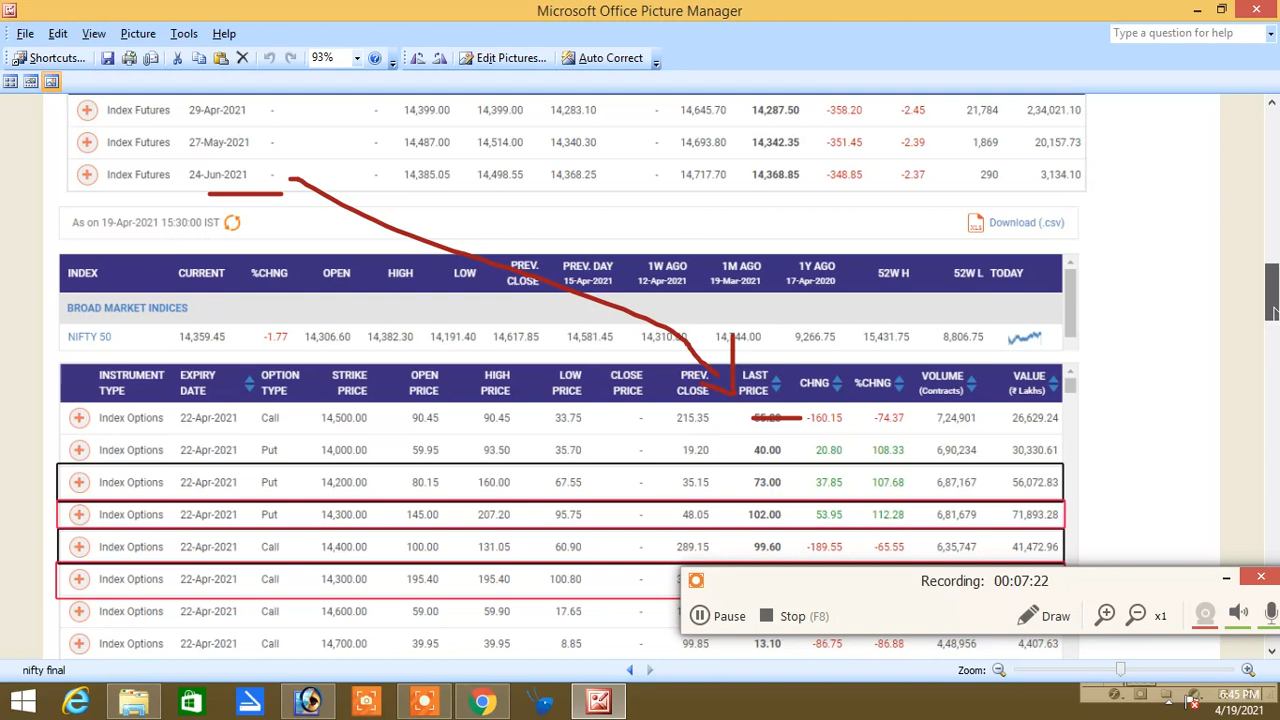 Microsoft Office Picture Manager
File Edit View Picture Tools Help
Type a question for help
Shortcuts... 93% Edit Pictures... Auto Correct
Index Futures 29-Apr-2021 - - 14,399.00 14,399.00 14,283.10 - 14,645.70 14,287.50 -358.20 -2.45 21,784 2,34,021.10
Index Futures 27-May-2021 - - 14,487.00 14,514.00 14,340.30 - 14,693.80 14,342.35 -351.45 -2.39 1,869 20,157.73
Index Futures 24-Jun-2021 - - 14,385.05 14,498.55 14,368.25 - 14,717.70 14,368.85 -348.85 -2.37 290 3,134.10
As on 19-Apr-2021 15:30:00 IST Download (.csv)
INDEX CURRENT %CHNG OPEN HIGH LOW PREV. CLOSE PREV. DAY 15-Apr-2021 1W AGO 12-Apr-2021 1M AGO 19-Mar-2021 1Y AGO 17-Apr-2020 52W H 52W L TODAY
BROAD MARKET INDICES
NIFTY 50 14,359.45 -1.77 14,306.60 14,382.30 14,191.40 14,617.85 14,581.45 9,266.75 15,431.75 8,806.75
INSTRUMENT TYPE EXPIRY DATE OPTION TYPE STRIKE PRICE OPEN PRICE HIGH PRICE LOW PRICE CLOSE PRICE PREV. CLOSE LAST PRICE CHNG %CHNG VOLUME (Contracts) VALUE (₹ Lakhs)
Index Options 22-Apr-2021 Call 14,500.00 90.45 90.45 33.75 - 215.35 -160.15 -74.37 7,24,901 26,629.24
Index Options 22-Apr-2021 Put 14,000.00 59.95 93.50 35.70 - 19.20 40.00 20.80 108.33 6,90,234 30,330.61
Index Options 22-Apr-2021 Put 14,200.00 80.15 160.00 67.55 - 35.15 73.00 37.85 107.68 6,87,167 56,072.83
Index Options 22-Apr-2021 Put 14,300.00 145.00 207.20 95.75 - 48.05 102.00 53.95 112.28 6,81,679 71,893.28
Index Options 22-Apr-2021 Call 14,400.00 100.00 131.05 60.90 - 289.15 99.60 -189.55 -65.55 6,35,747 41,472.96
Index Options 22-Apr-2021 Call 14,300.00 195.40 195.40 100.80 -
Index Options 22-Apr-2021 Call 14,600.00 59.00 59.90 17.65 -
Index Options 22-Apr-2021 Call 14,700.00 39.95 39.95 8.85 - 99.85 13.10 -86.75 -86.88 4,48,956 31,214
Recording: 00:07:22
Pause Stop (F8) Draw x1
nifty final
Zoom:
6:45 PM
4/19/2021